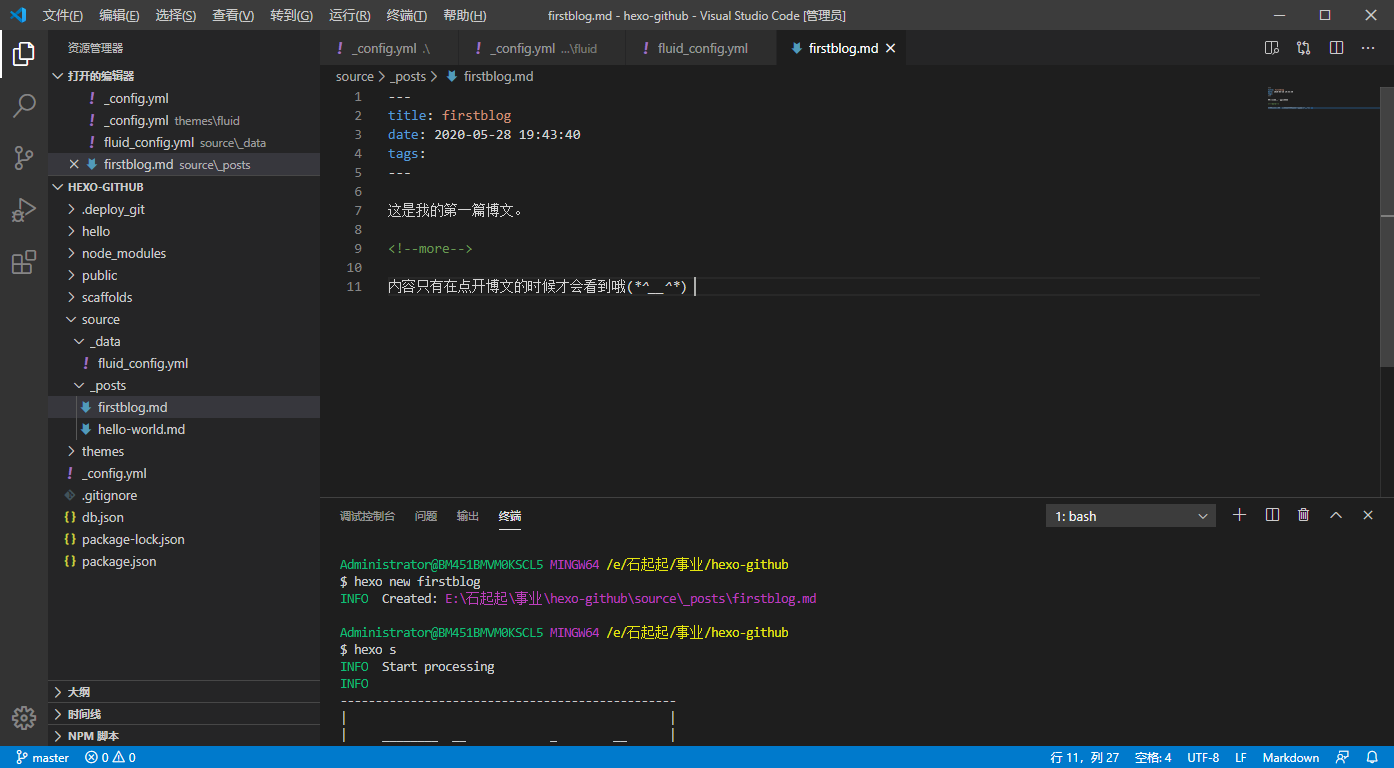 文件(F) 编辑(E) 选择(S) 查看(V) 转到(G) 运行(R) 终端(T) 帮助(H) firstblog.md - hexo-github - Visual Studio Code [管理员]
资源管理器
打开的编辑器
! _config.yml
! _config.yml themes\fluid
! fluid_config.yml source\_data
firstblog.md source\_posts
HEXO-GITHUB
.deploy_git
hello
node_modules
public
scaffolds
source
_data
! fluid_config.yml
_posts
firstblog.md
hello-world.md
themes
! _config.yml
.gitignore
{} db.json
{} package-lock.json
{} package.json
大纲
时间线
NPM 脚本
! _config.yml .\ ! _config.yml ...\fluid ! fluid_config.yml firstblog.md
source > _posts > firstblog.md
1 ---
2 title: firstblog
3 date: 2020-05-28 19:43:40
4 tags:
5 ---
6
7 这是我的第一篇博文。
8
9 <!--more-->
10
11 内容只有在点开博文的时候才会看到哦(*^__^*)
调试控制台 问题 输出 终端 1: bash
Administrator@BM451BMVM0KSCL5 MINGW64 /e/石起起/事业/hexo-github
$ hexo new firstblog
INFO Created: E:\石起起\事业\hexo-github\source\_posts\firstblog.md
Administrator@BM451BMVM0KSCL5 MINGW64 /e/石起起/事业/hexo-github
$ hexo s
INFO Start processing
INFO
master 0 0 行 11，列 27 空格: 4 UTF-8 LF Markdown